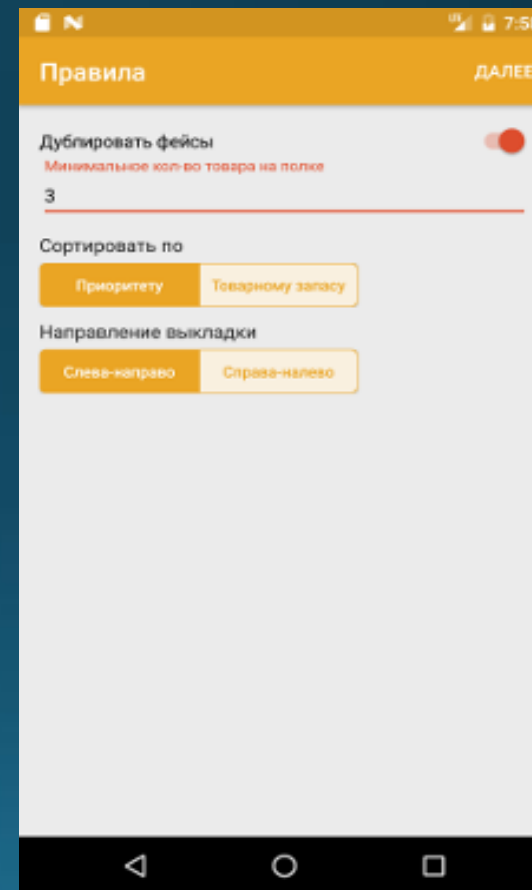 7:5
Правила
ДАЛЕЕ
Дублировать фейсы
Минимальное кол-во товара на полке
3
Сортировать по
Приоритету Товарному запасу
Направление выкладки
Слева-направо Справа-налево